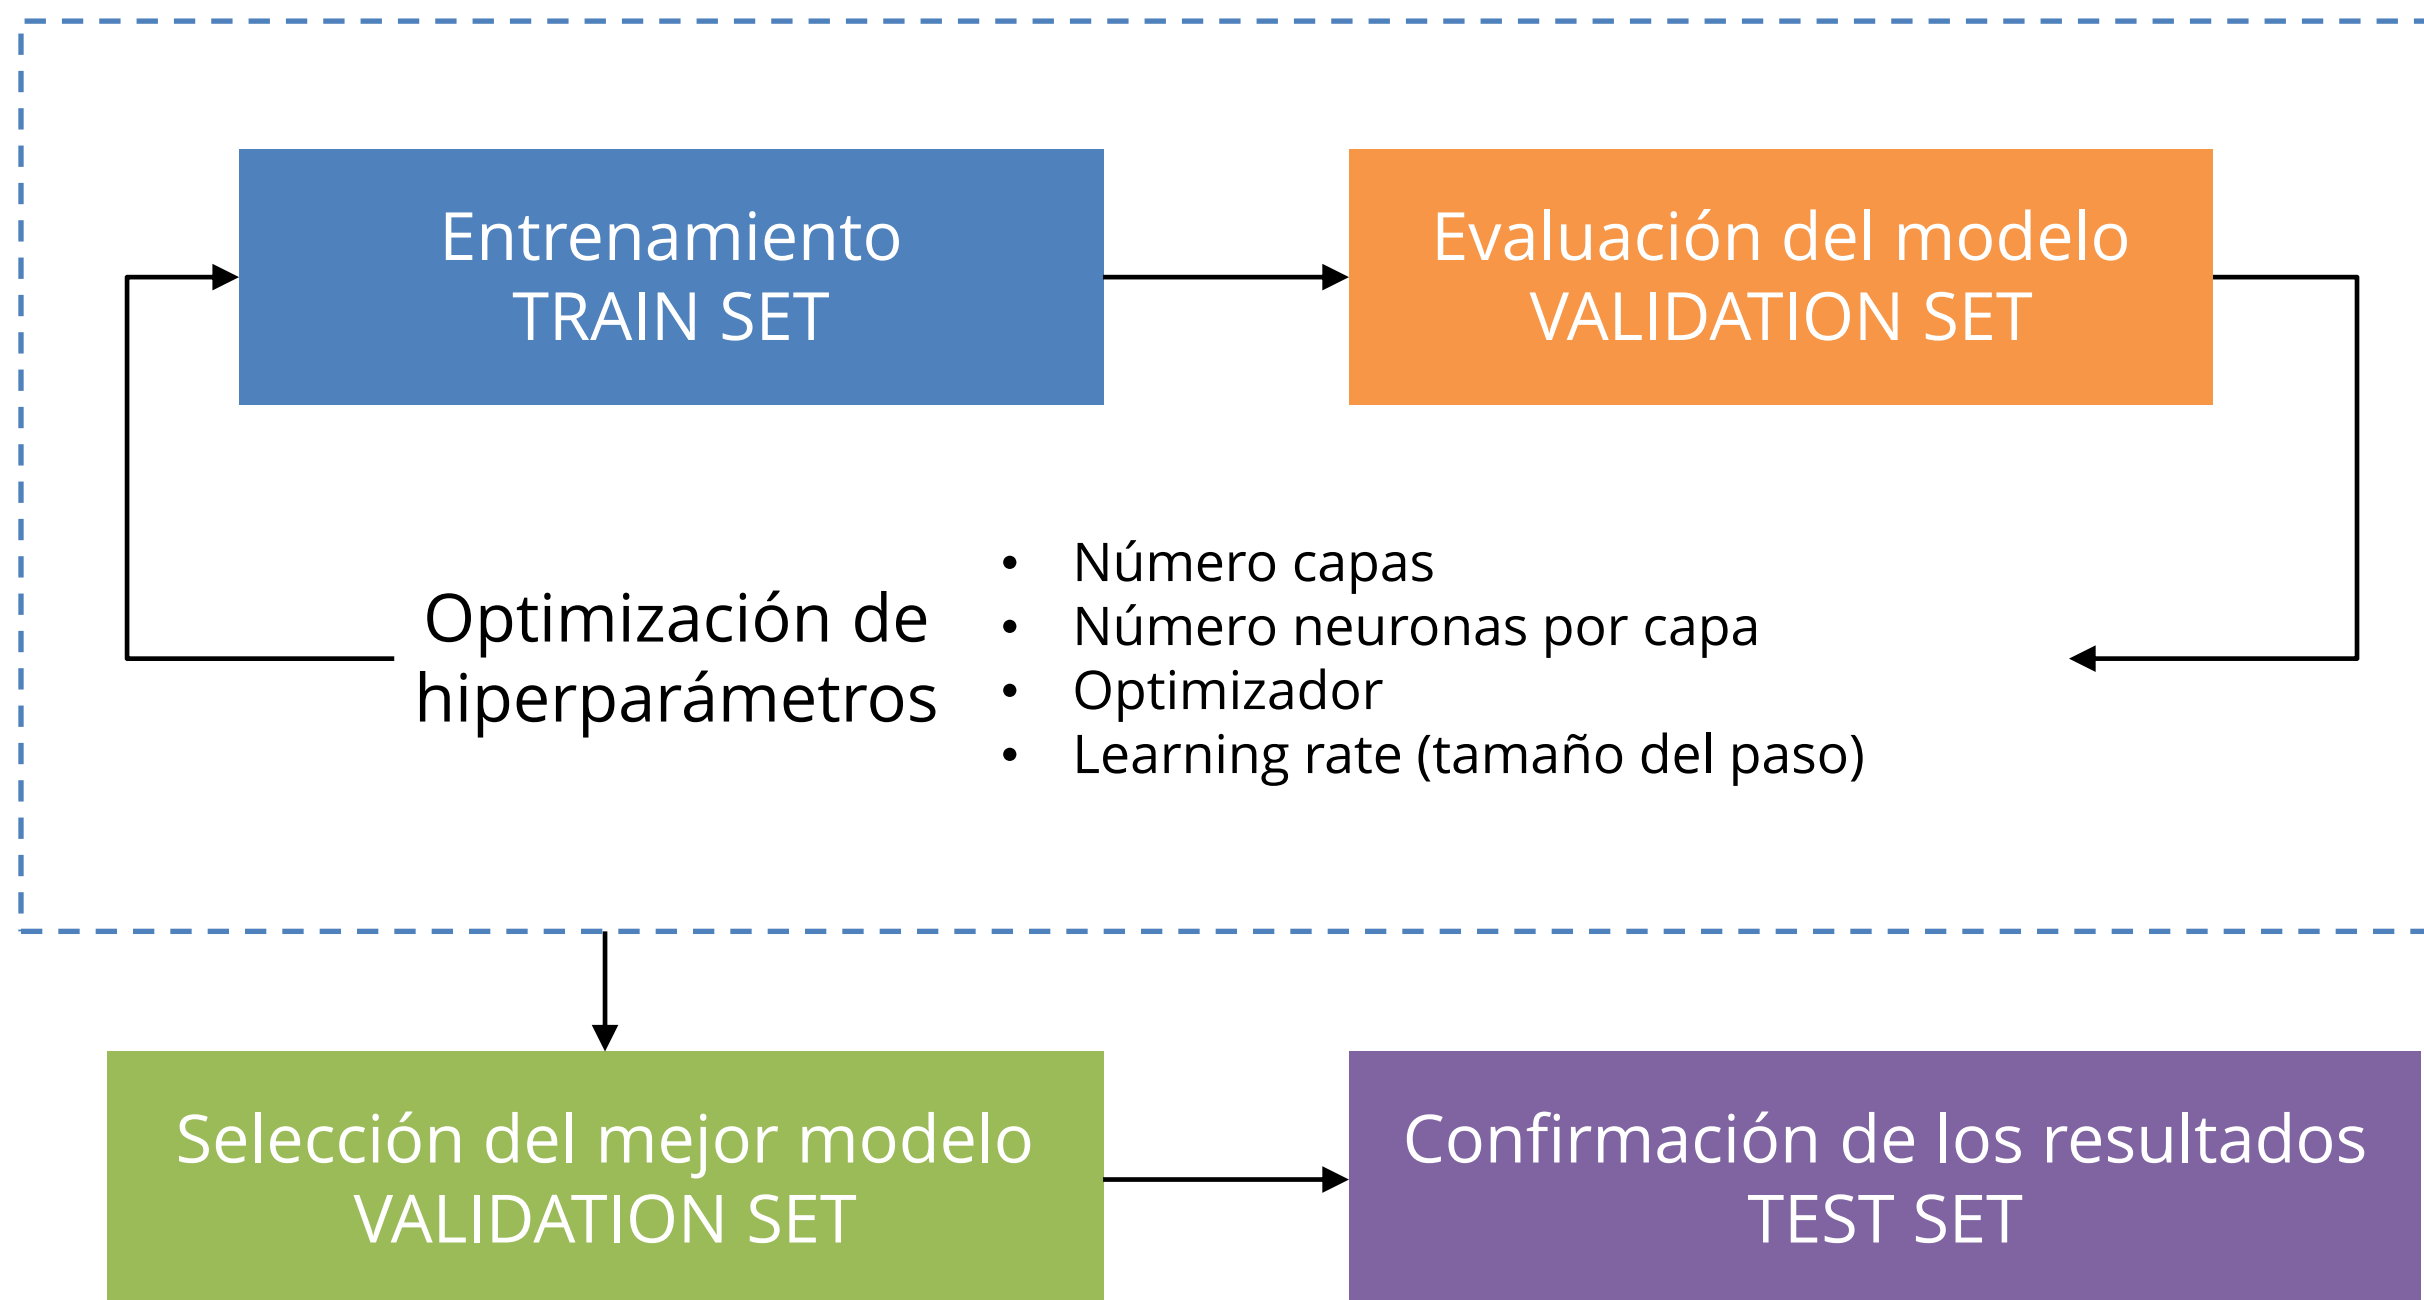 Entrenamiento
TRAIN SET
Evaluación del modelo
VALIDATION SET
Optimización de
hiperparámetros
• Número capas
• Número neuronas por capa
• Optimizador
• Learning rate (tamaño del paso)
Selección del mejor modelo
VALIDATION SET
Confirmación de los resultados
TEST SET